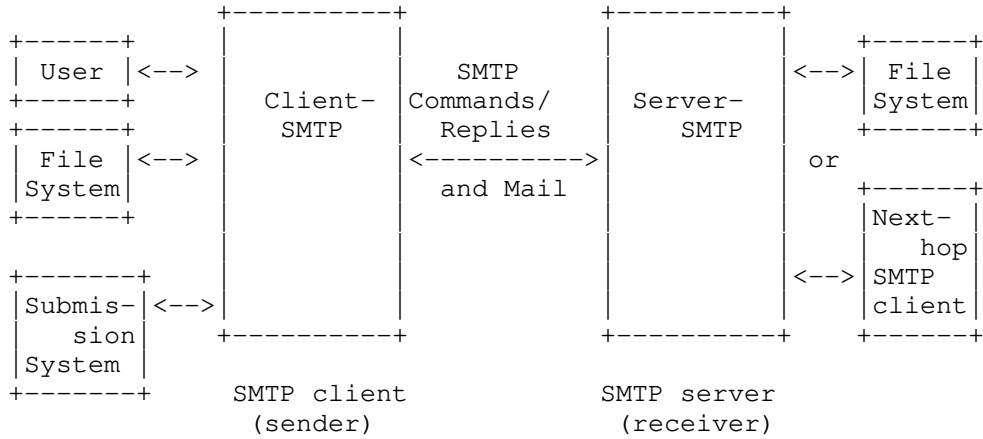 User
SMTP
File
Client-
Commands/
Server-
System
SMTP
Replies
SMTP
File
or
System
and Mail
Next-
hop
SMTP
Submis-
client
sion
System
SMTP client
SMTP server
(sender)
(receiver)